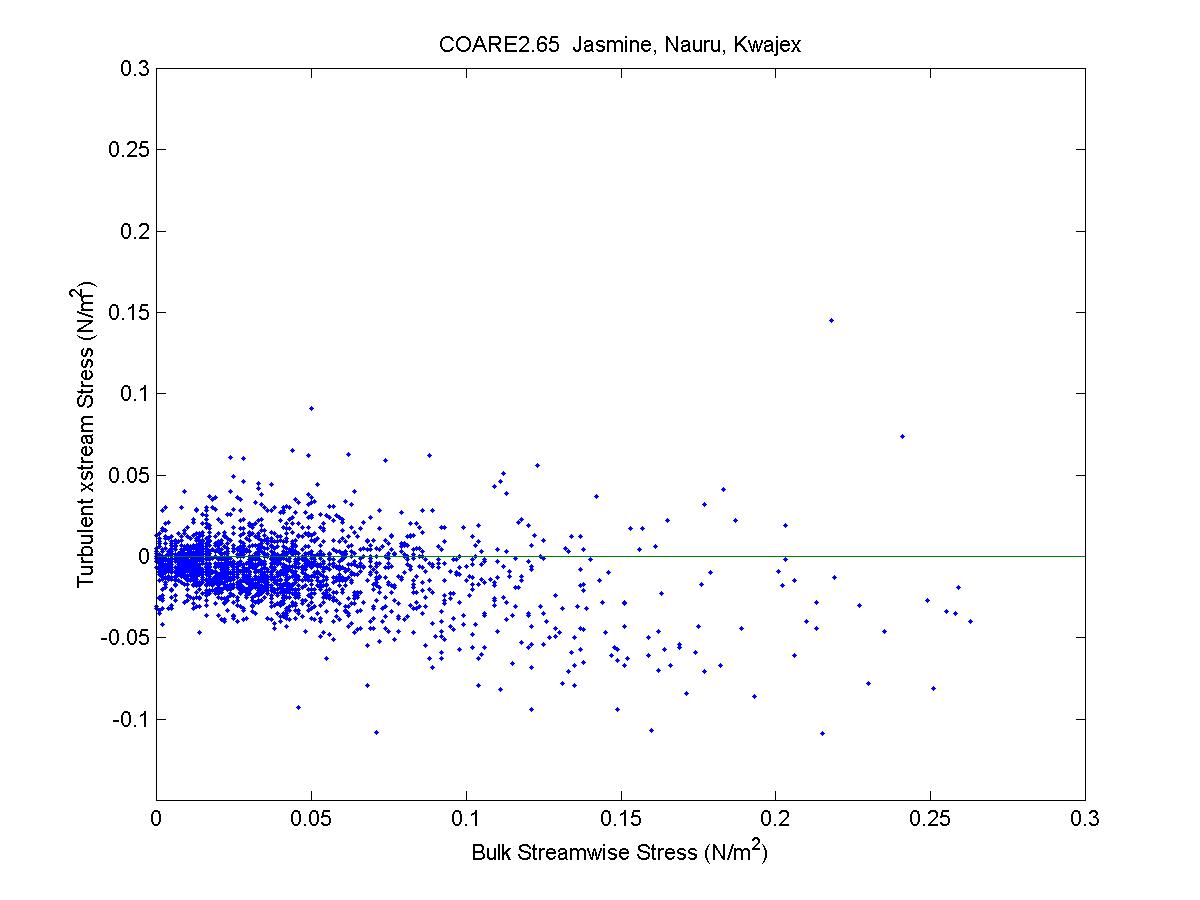 COARE2.65  Jasmine, Nauru, Kwajex
0.3
0.25
0.2
0.15
0.1
0.05
0
-0.05
-0.1
Turbulent xstream Stress (N/m²)
0 0.05 0.1 0.15 0.2 0.25 0.3
Bulk Streamwise Stress (N/m²)